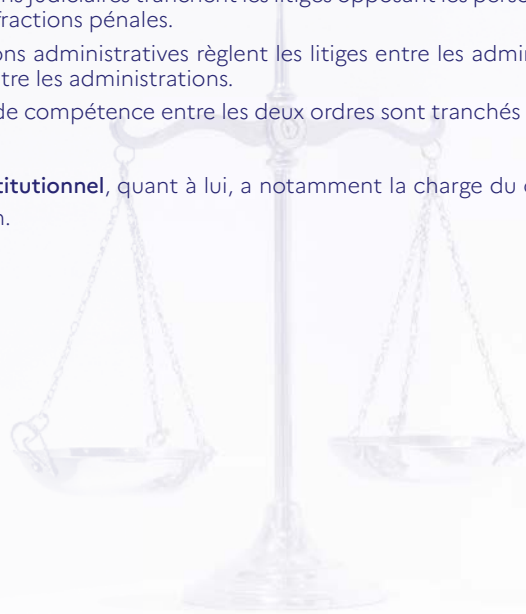 ns judiciaires tranchent les litiges opposant les pers
fractions pénales.
ons administratives règlent les litiges entre les admin
tre les administrations.
de compétence entre les deux ordres sont tranchés
titutionnel, quant à lui, a notamment la charge du c
n.